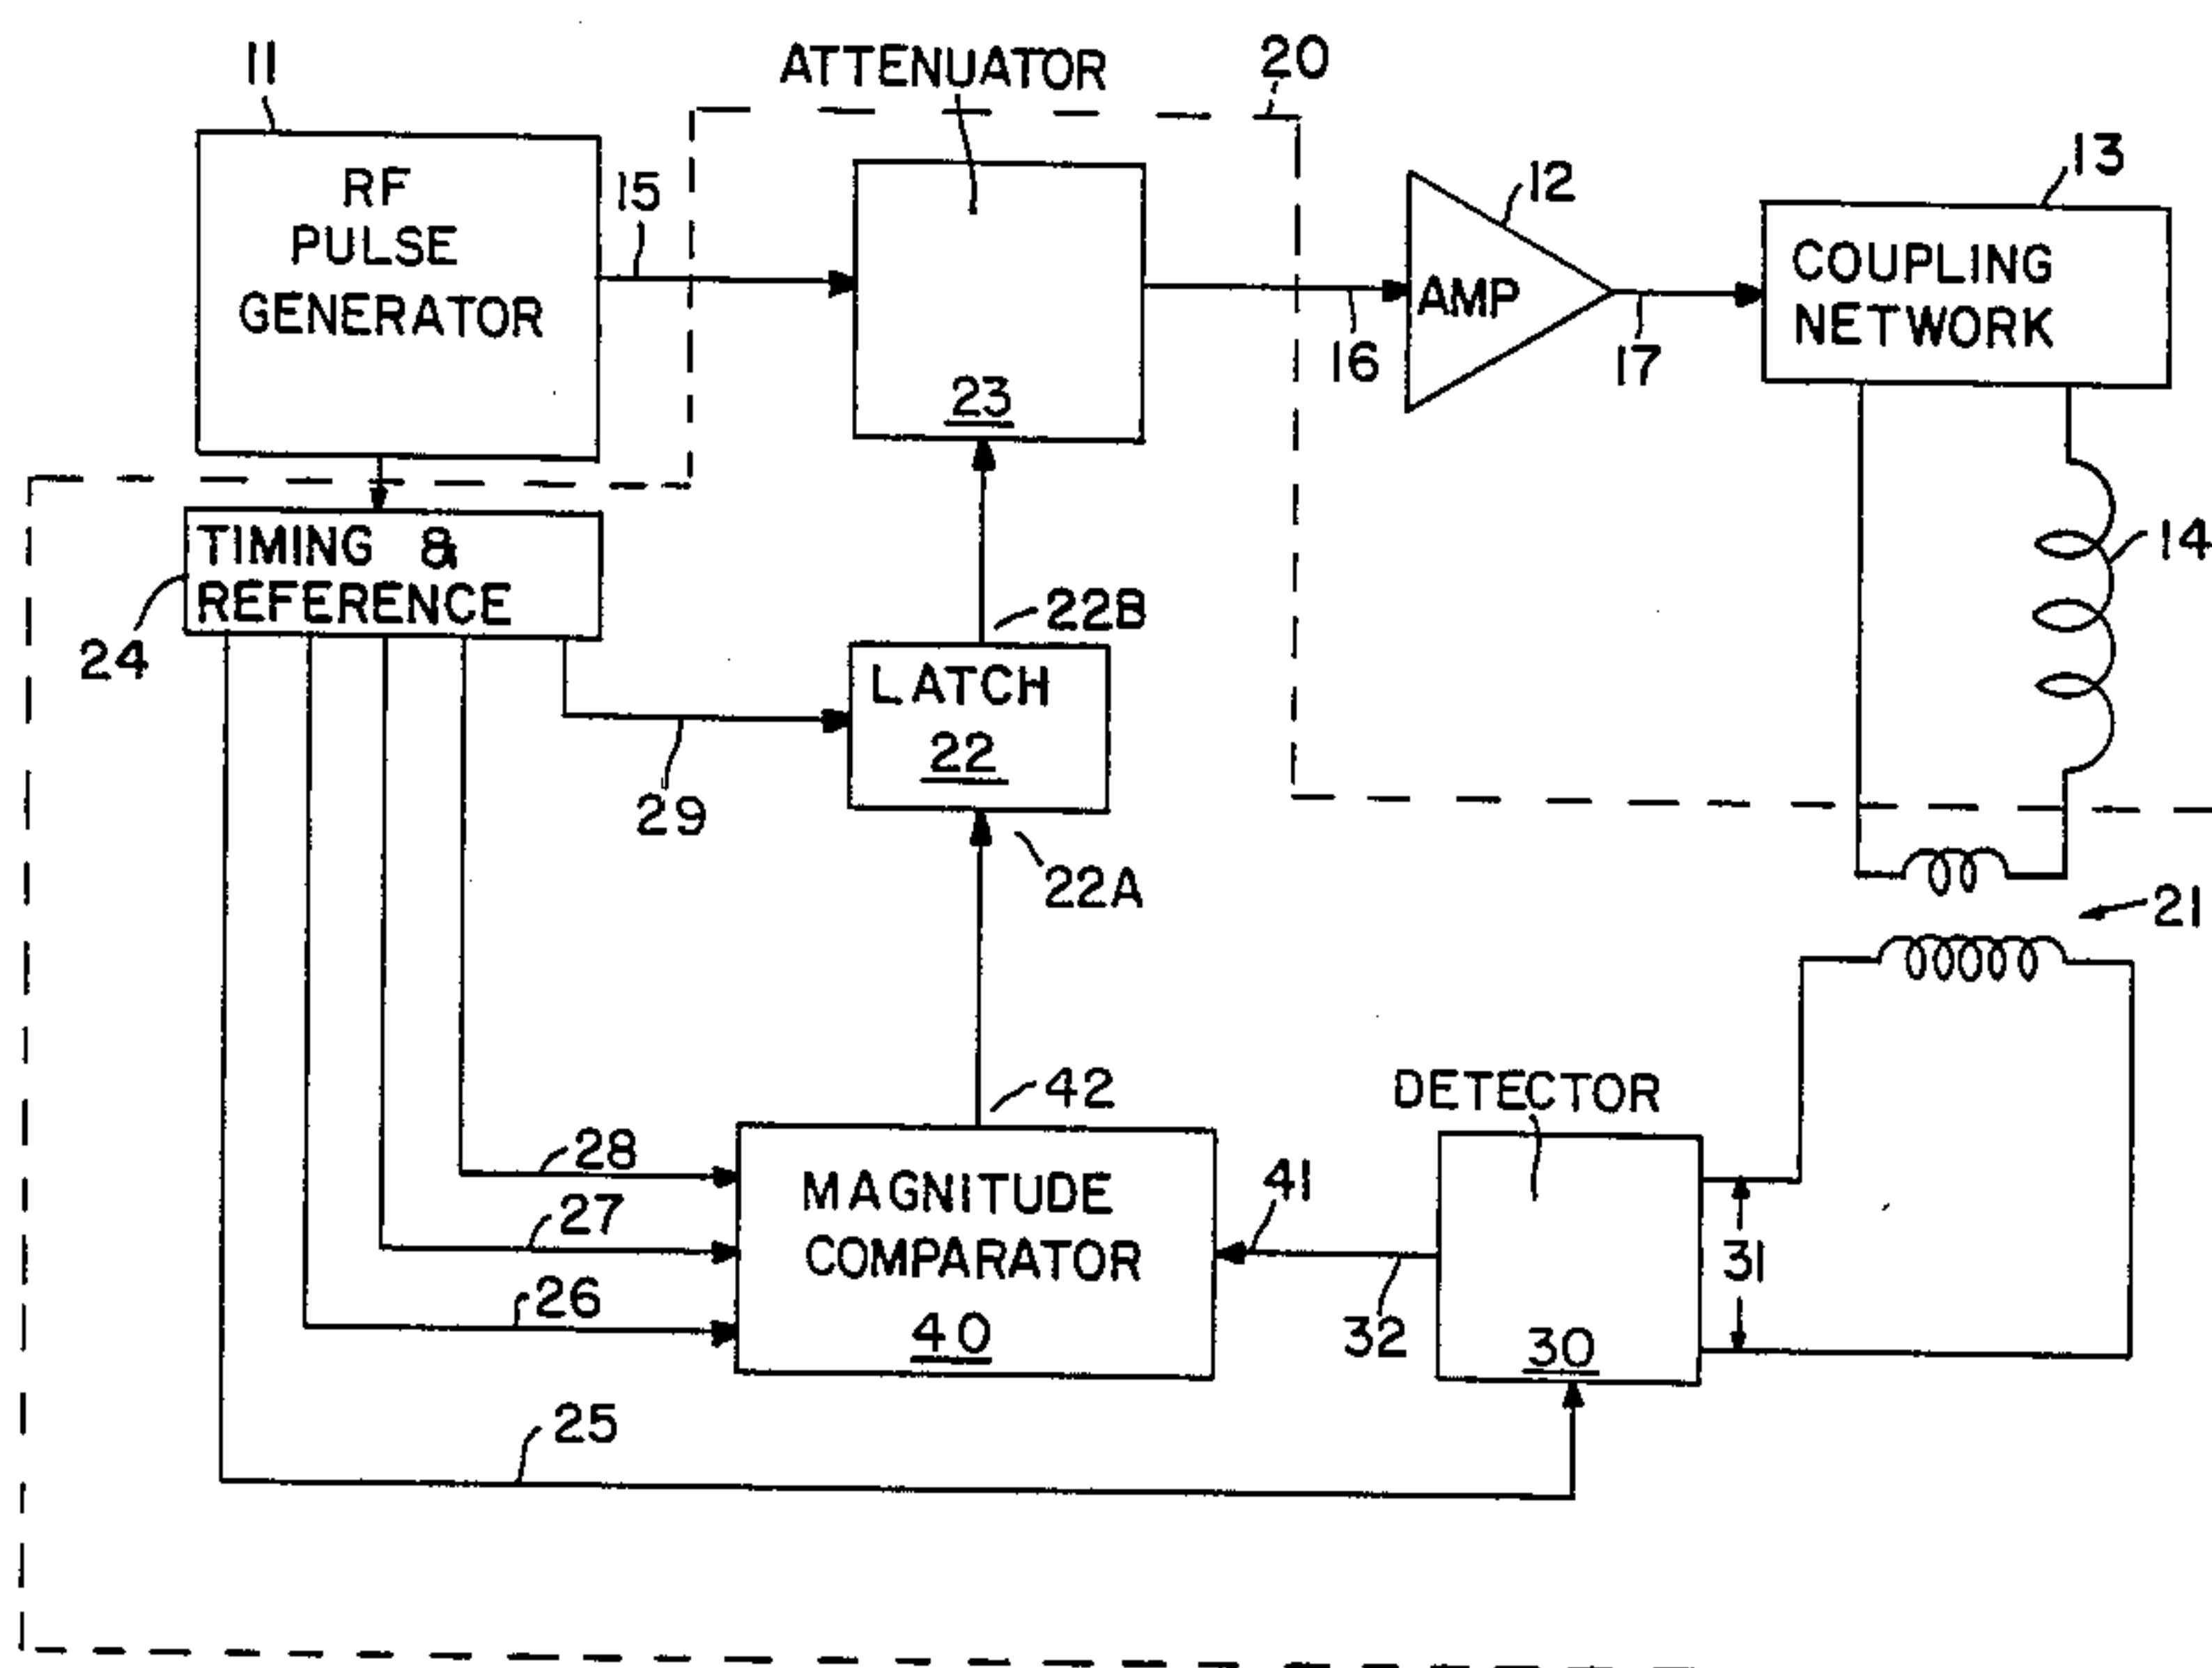 11
ATTENUATOR
20
RF
PULSE
GENERATOR
15
23
12
AMP
16
17
13
COUPLING
NETWORK
14
TIMING &
REFERENCE
24
22B
LATCH
22
29
22A
21
42
DETECTOR
28
27
26
MAGNITUDE
COMPARATOR
40
41
32
31
30
25